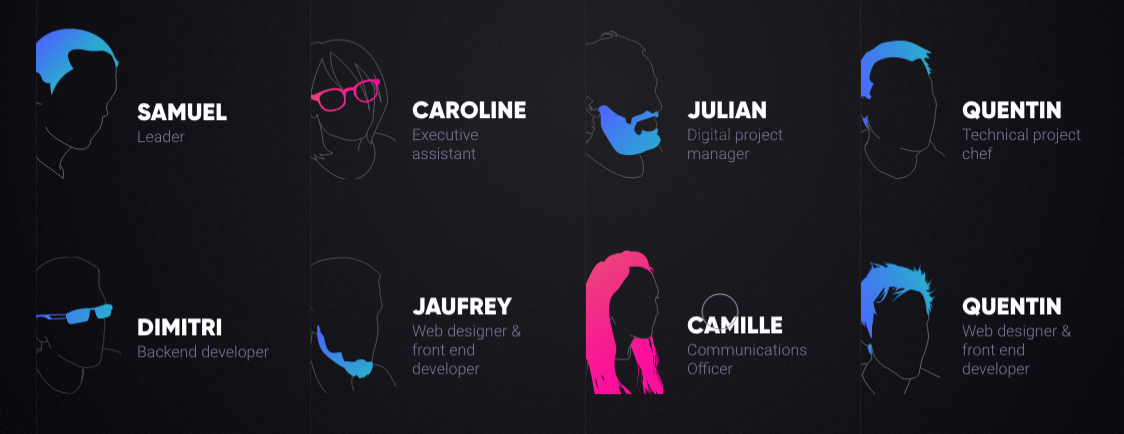 SAMUEL
Leader
CAROLINE
Executive
assistant
JULIAN
Digital project
manager
QUENTIN
Technical project
chef
DIMITRI
Backend developer
JAUFREY
Web designer &
front end
developer
CAMILLE
Communications
Officer
QUENTIN
Web designer &
front end
developer